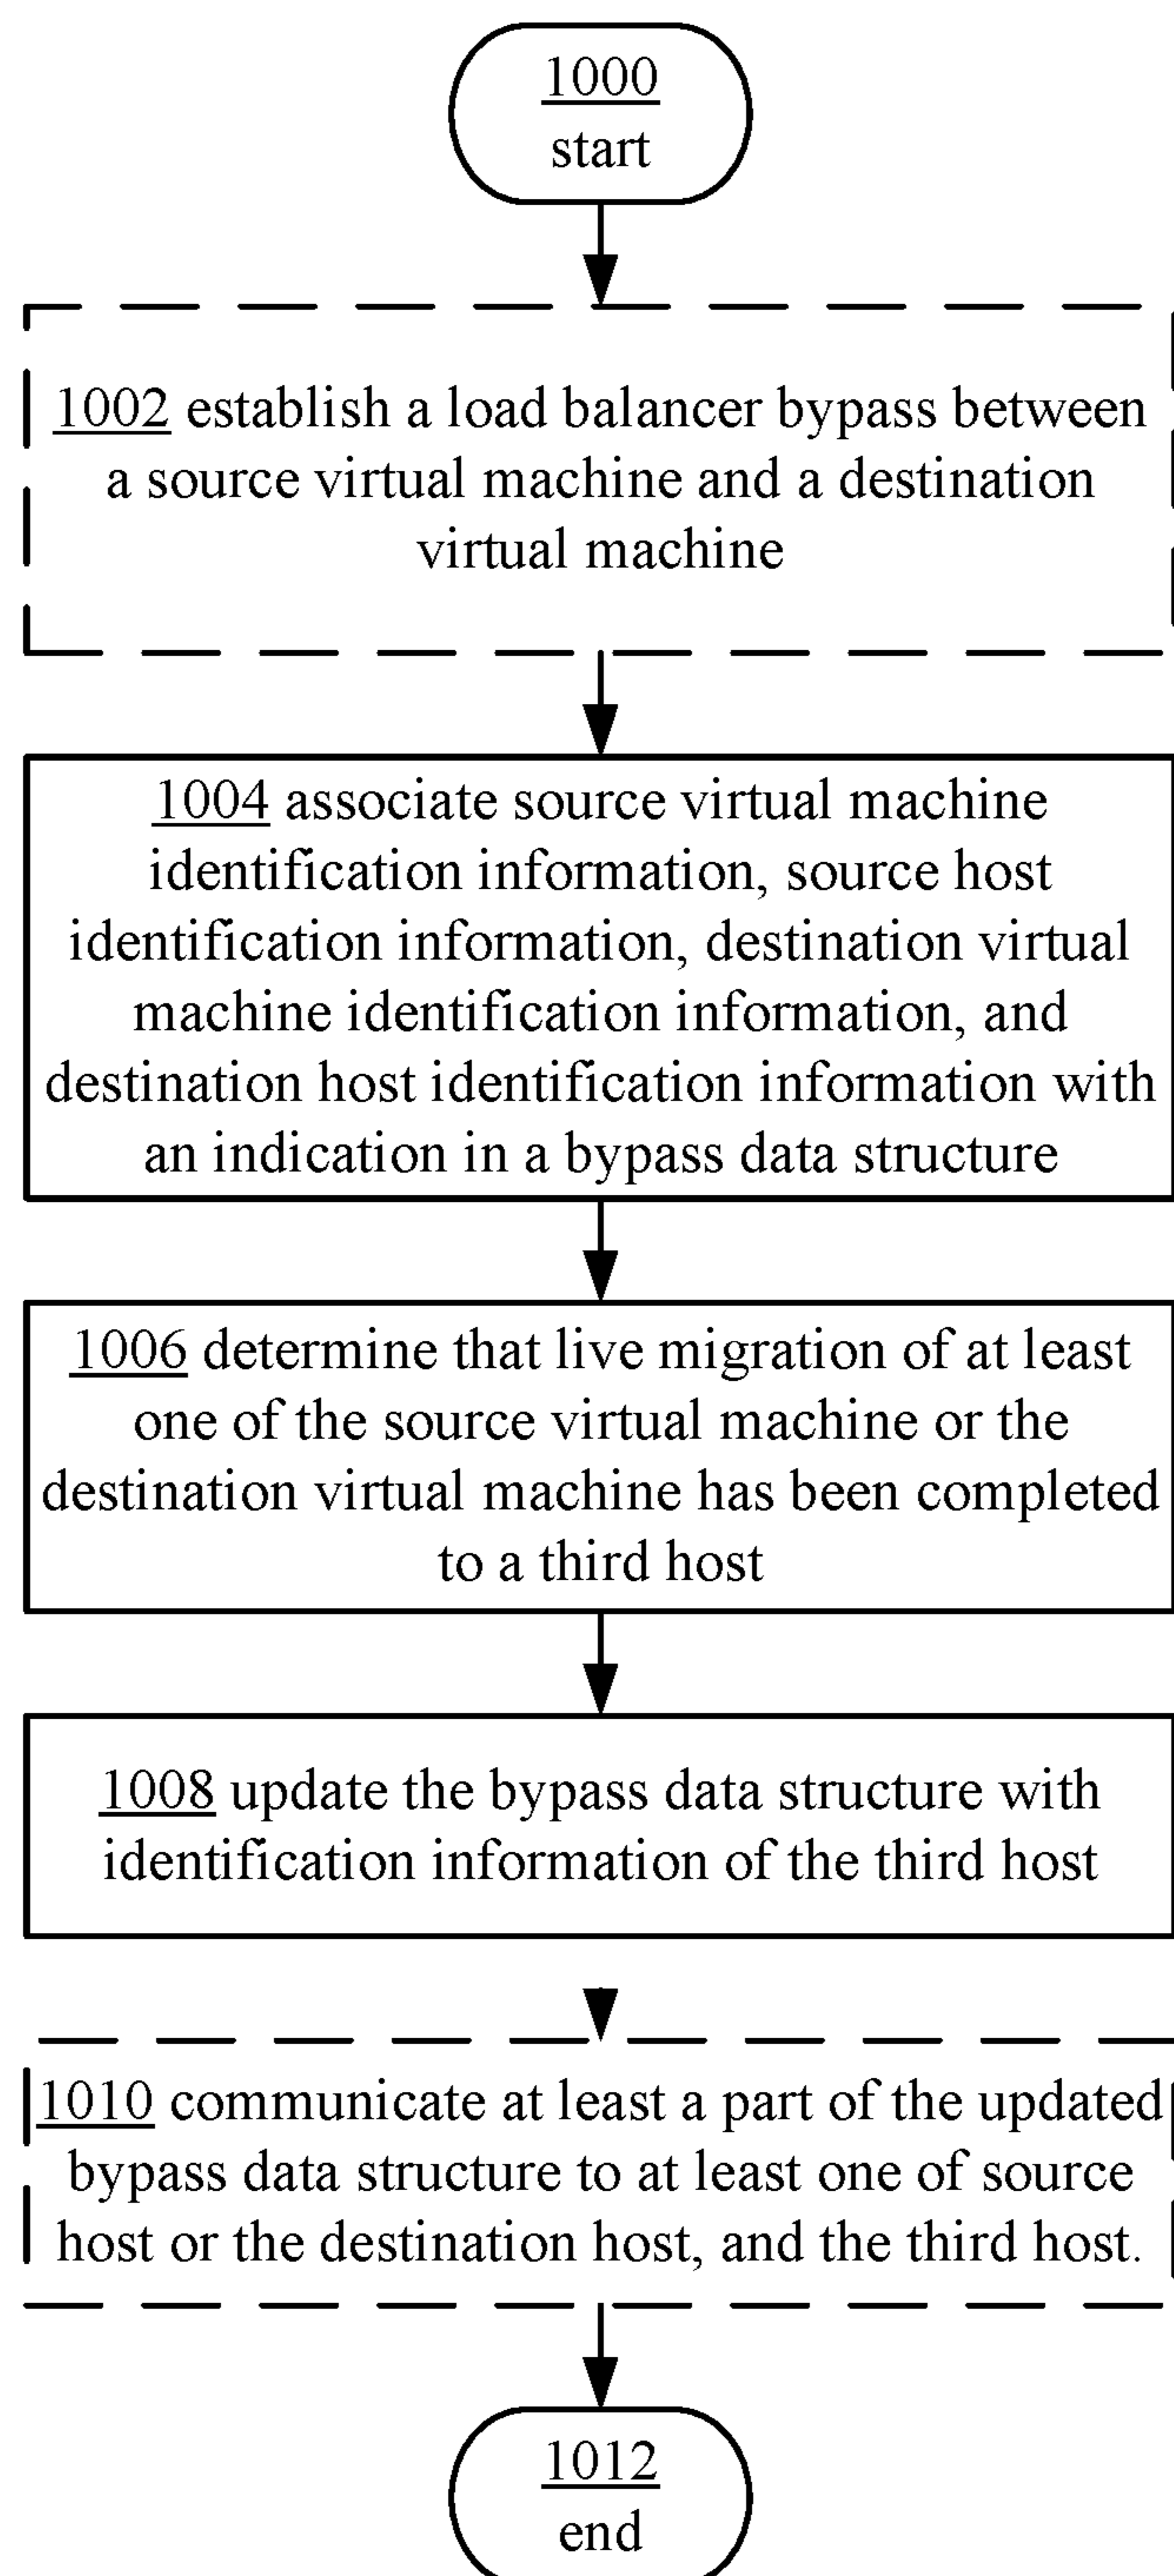 1000
start
1002 establish a load balancer bypass between
a source virtual machine and a destination
virtual machine
1004 associate source virtual machine
identification information, source host
identification information, destination virtual
machine identification information, and
destination host identification information with
an indication in a bypass data structure
1006 determine that live migration of at least
one of the source virtual machine or the
destination virtual machine has been completed
to a third host
1008 update the bypass data structure with
identification information of the third host
1010 communicate at least a part of the updated
bypass data structure to at least one of source
host or the destination host, and the third host.
1012
end